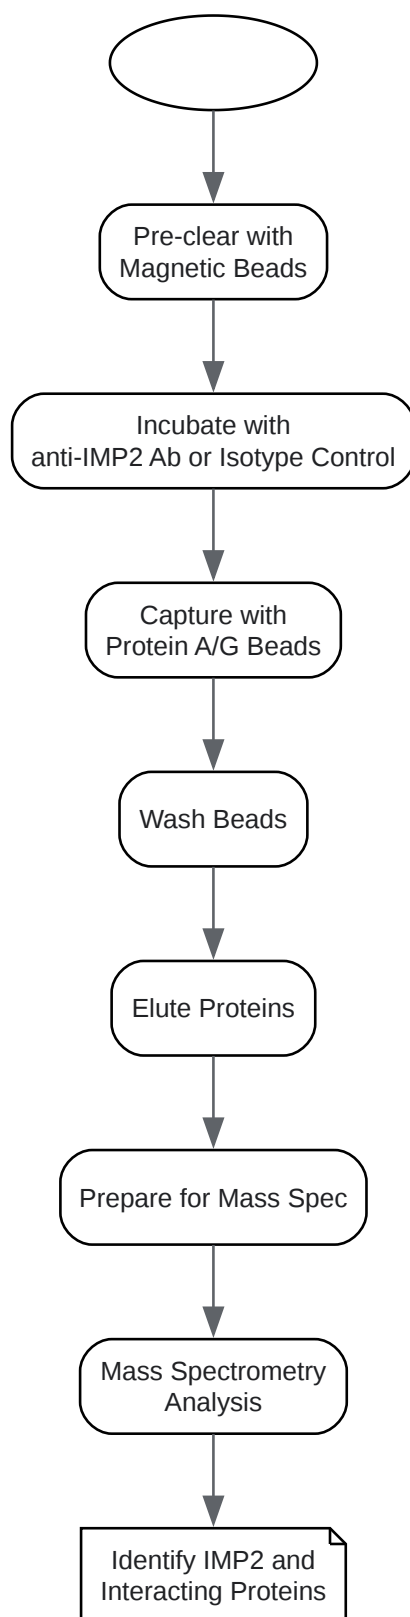 Pre-clear with
Magnetic Beads
Incubate with
anti-IMP2 Ab or Isotype Control
Capture with
Protein A/G Beads
Wash Beads
Elute Proteins
Prepare for Mass Spec
Mass Spectrometry
Analysis
Identify IMP2 and
Interacting Proteins